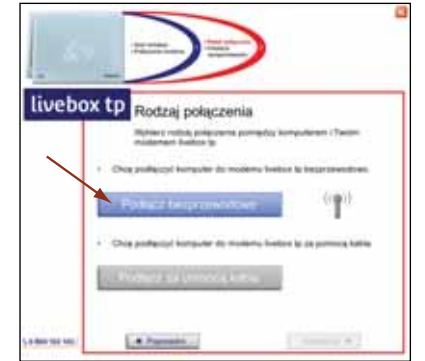 livebox tp
Rodzaj połączenia
Wybierz rodzaj połączenia pomiędzy komputerem i Twoim
modemem livebox tp.
Chcę podłączyć komputer do modemu livebox tp bezprzewodowo.
Podłącz bezprzewodowo
Chcę podłączyć komputer do modemu livebox tp za pomocą kabla
Podłącz za pomocą kabla
Poprzedni